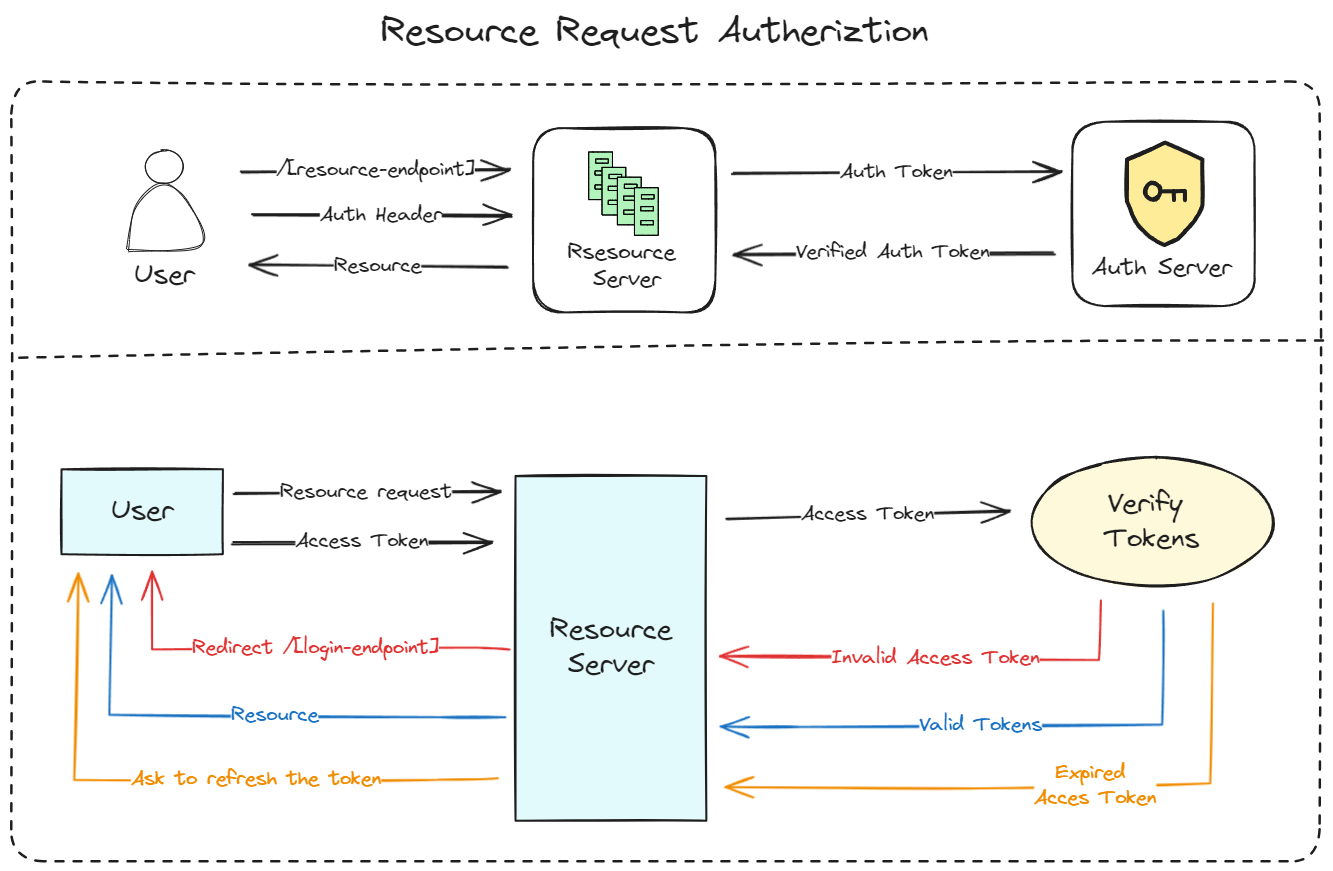 Resource Request Autheriztion
/[resource-endpoint]
Auth Header
Resource
User
Rsesource
Server
Auth Token
Verified Auth Token
Auth Server
User
Resource request
Access Token
Resource
Server
Access Token
Verify
Tokens
Redirect /[login-endpoint]
Resource
Ask to refresh the token
Invalid Access Token
Valid Tokens
Expired
Acces Token